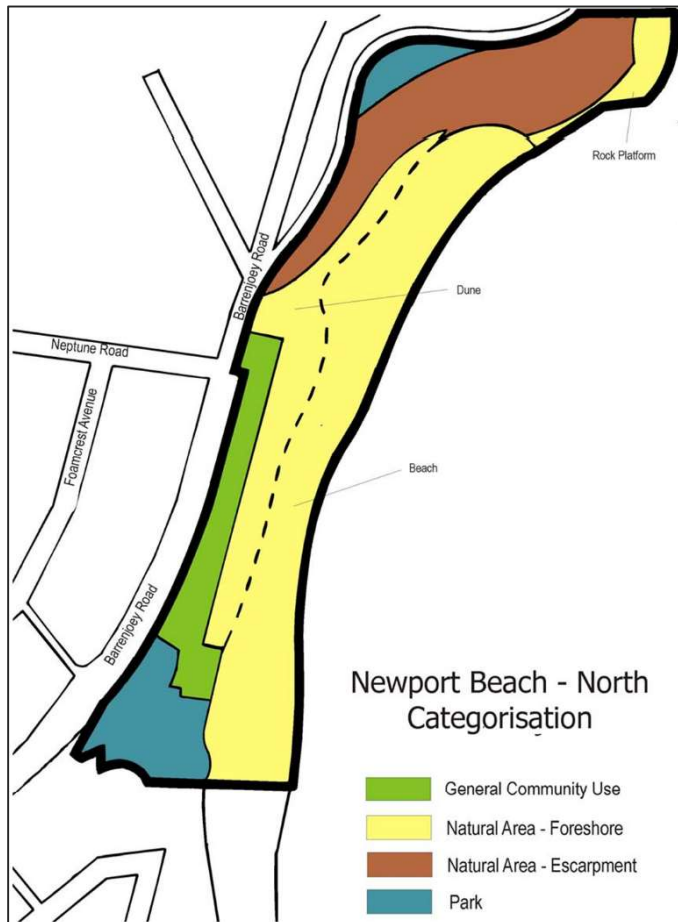 Rock Platform
Barrenjoey Road
Dune
Neptune Road
Foamcrest Avenue
Beach
Barrenjoey Road
Newport Beach - North
Categorisation
General Community Use
Natural Area - Foreshore
Natural Area - Escarpment
Park